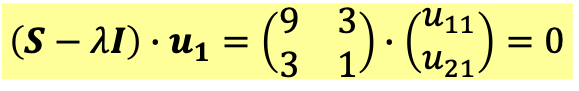 (S − λI) · u₁ = (9 3 3 1) · (u₁₁ u₂₁) = 0